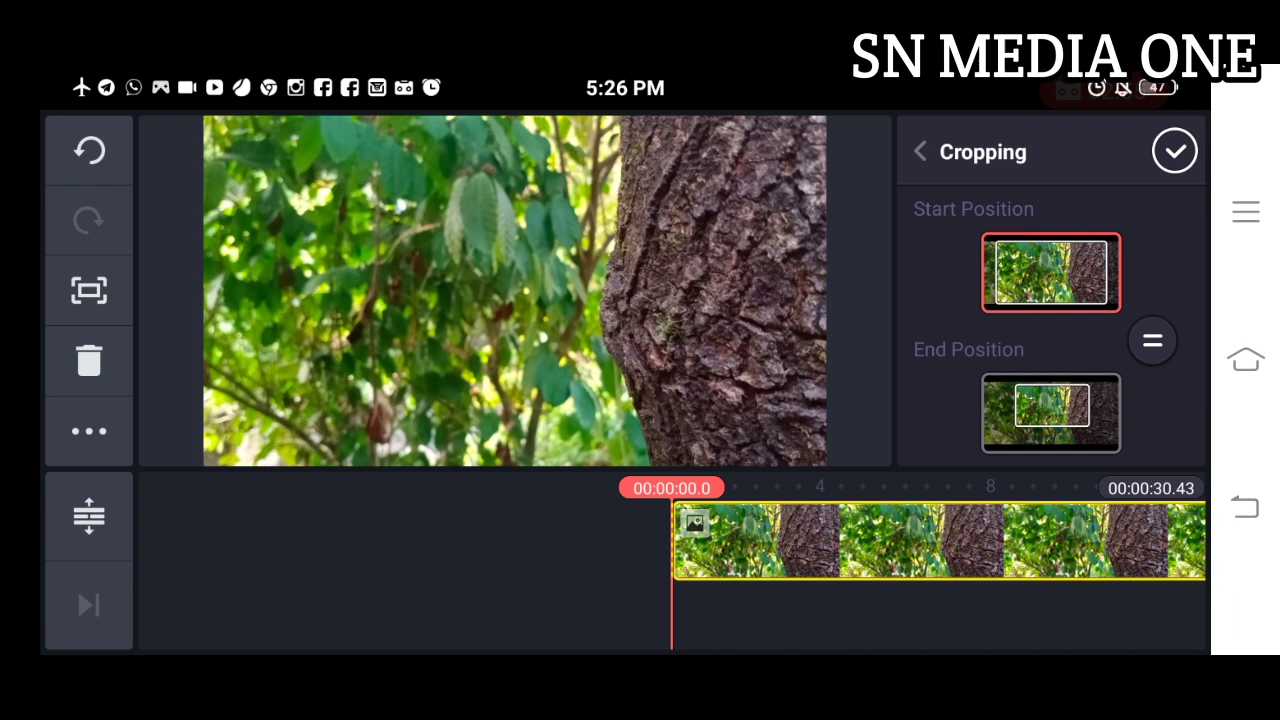 SN MEDIA ONE
5:26 PM
47
Cropping
Start Position
End Position
00:00:00.0
4
8
00:00:30.43